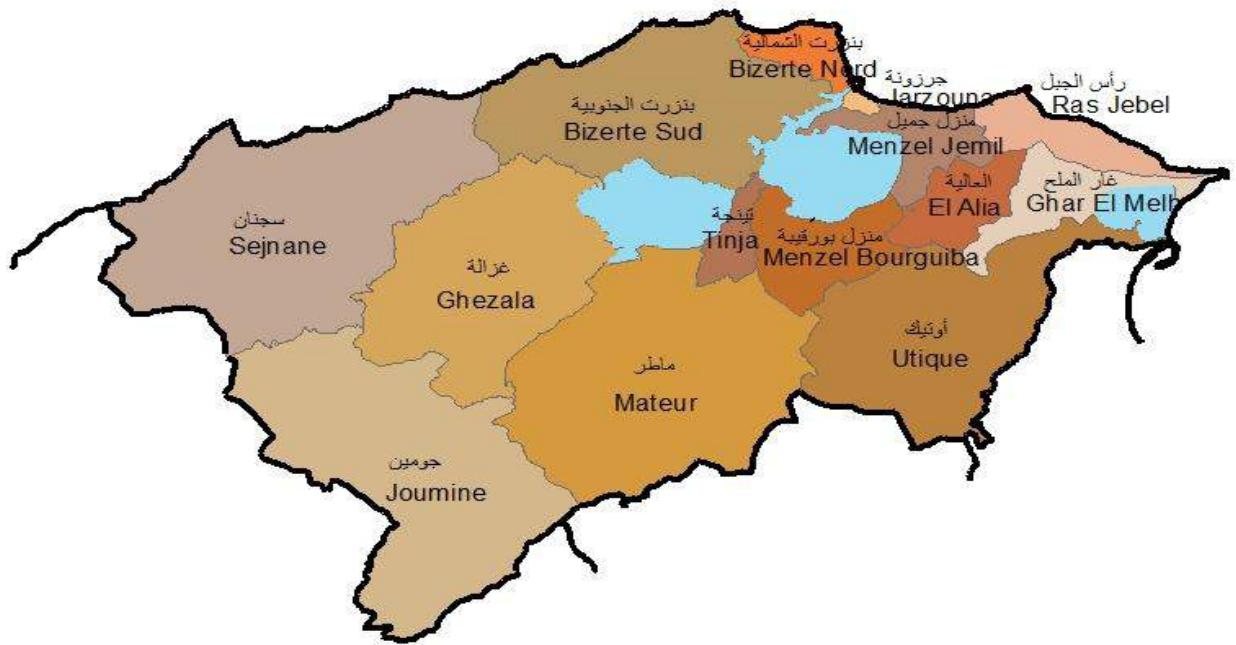 بنزرت الشمالية
Bizerte Nord
جرزونة
Jarzouna
رأس الجبل
Ras Jebel
بنزرت الجنوبية
Bizerte Sud
منزل جميل
Menzel Jemil
العالية
El Alia
غار الملح
Ghar El Melh
سجنان
Sejnane
تينجة
Tinja
منزل بورقيبة
Menzel Bourguiba
غزالة
Ghezala
أوتيك
Utique
ماطر
Mateur
جومين
Joumine